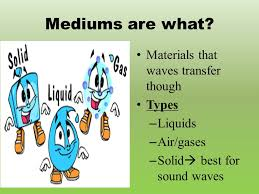 Mediums are what?
Solid
Liquid
Gas
• Materials that
waves transfer
though
• Types
–Liquids
–Air/gases
–Solid→ best for
sound waves